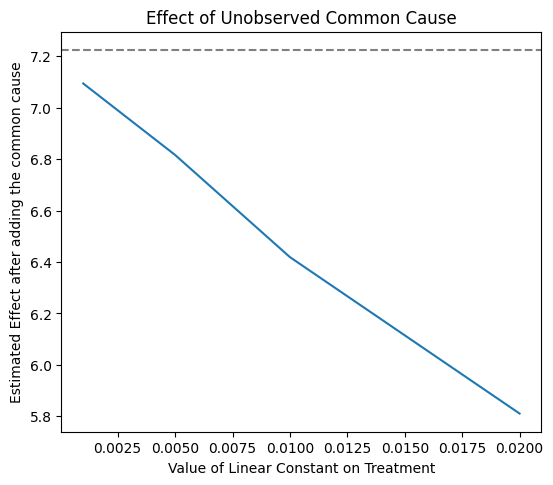 Effect of Unobserved Common Cause
Estimated Effect after adding the common cause
7.2
7.0
6.8
6.6
6.4
6.2
6.0
5.8
0.0025 0.0050 0.0075 0.0100 0.0125 0.0150 0.0175 0.0200
Value of Linear Constant on Treatment